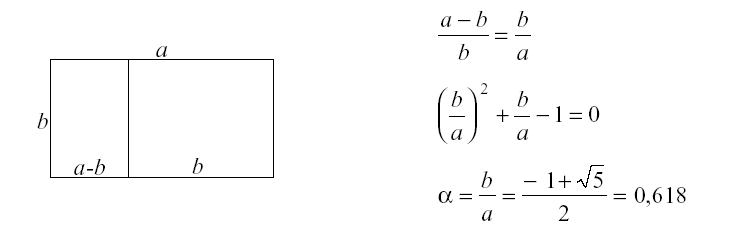 a
b
a-b b
(a − b)/b = b/a
(b/a)² + b/a − 1 = 0
α = b/a = (− 1 + √5)/2 = 0,618